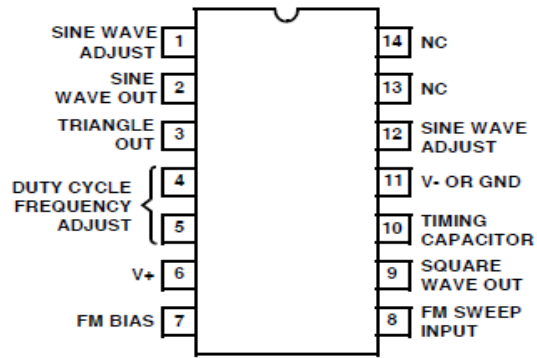 SINE WAVE
ADJUST
1
SINE
WAVE OUT
2
TRIANGLE
OUT
3
DUTY CYCLE
FREQUENCY
ADJUST
4
5
V+
6
FM BIAS
7
14
NC
13
NC
12
SINE WAVE
ADJUST
11
V- OR GND
10
TIMING
CAPACITOR
9
SQUARE
WAVE OUT
8
FM SWEEP
INPUT